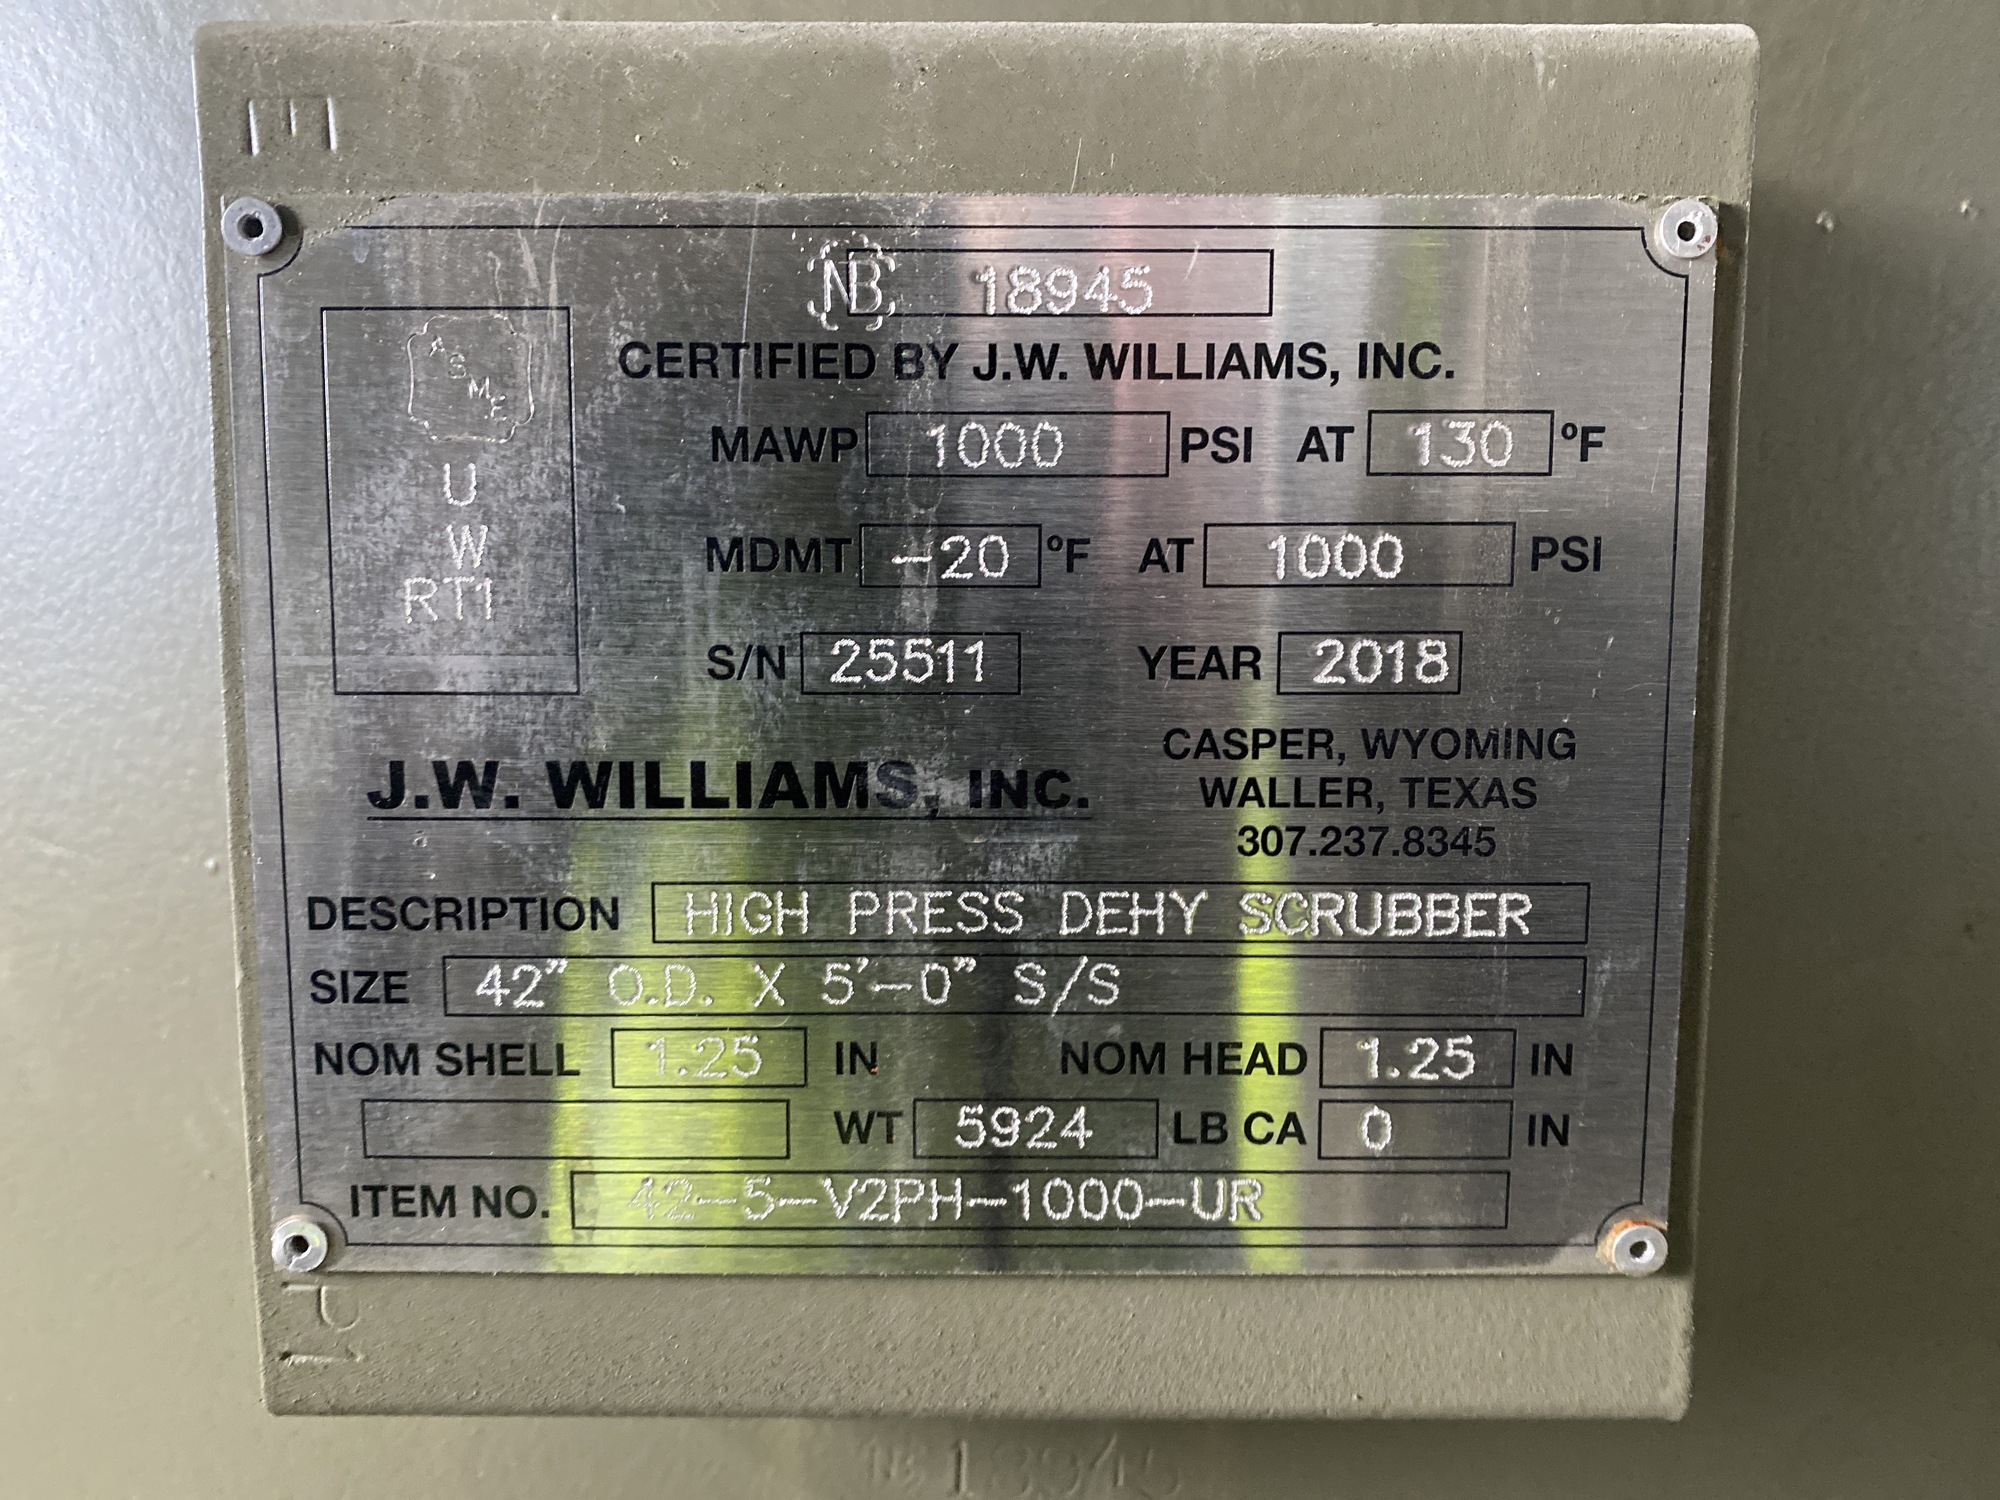 NB 18945
CERTIFIED BY J.W. WILLIAMS, INC.
ASME
U
W
RT1
MAWP 1000 PSI AT 130 ºF
MDMT -20 ºF AT 1000 PSI
S/N 25511 YEAR 2018
J.W. WILLIAMS, INC.
CASPER, WYOMING
WALLER, TEXAS
307.237.8345
DESCRIPTION HIGH PRESS DEHY SCRUBBER
SIZE 42" O.D. X 5'-0" S/S
NOM SHELL 1.25 IN NOM HEAD 1.25 IN
WT 5924 LB CA 0 IN
ITEM NO. 42-5-V2PH-1000-UR